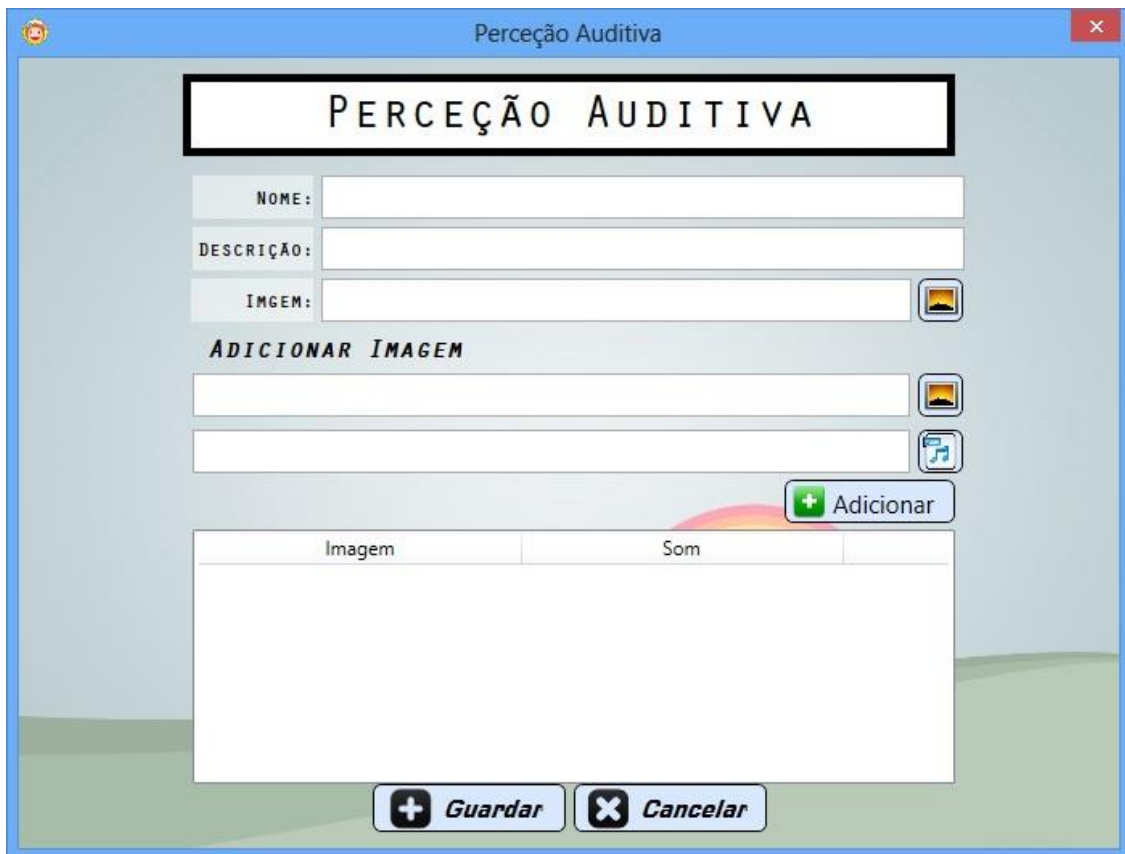 Perceção Auditiva
PERCEÇÃO AUDITIVA
NOME:
DESCRIÇÃO:
IMGEM:
ADICIONAR IMAGEM
Adicionar
Imagem Som
Guardar Cancelar